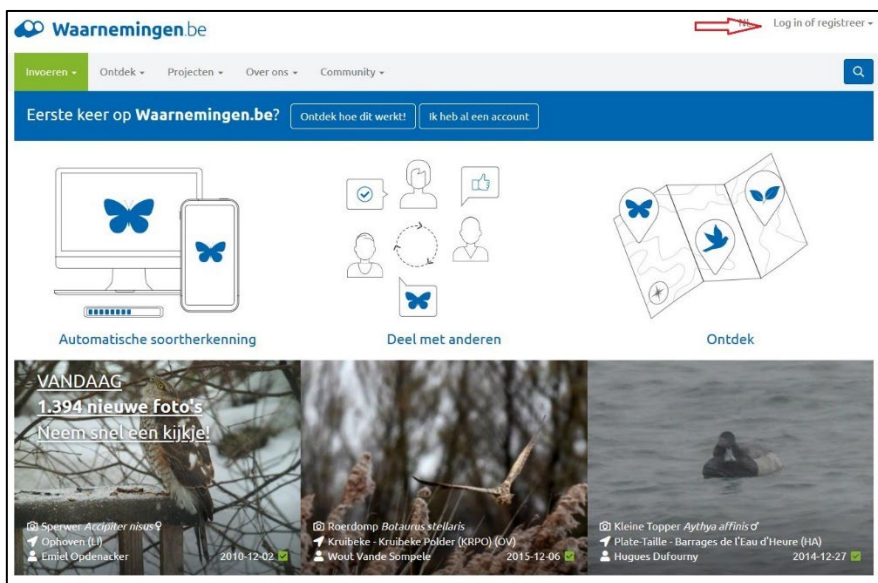 Waarnemingen.be
Log in of registreer
Invoeren
Ontdek
Projecten
Over ons
Community
Eerste keer op Waarnemingen.be?
Ontdek hoe dit werkt!
Ik heb al een account
Automatische soortherkenning
Deel met anderen
Ontdek
VANDAAG
1.394 nieuwe foto's
Neem snel een kijkje!
Sperwer Accipiter nisus ♀
Ophoven (LI)
Emiel Opdenacker 2010-12-02
Roerdomp Botaurus stellaris
Kruibeke - Kruibeke Polder (KRPO) (OV)
Wout Vande Sompele 2015-12-06
Kleine Topper Aythya affinis ♂
Plate-Taille - Barrages de l'Eau d'Heure (HA)
Hugues Dufourny 2014-12-27